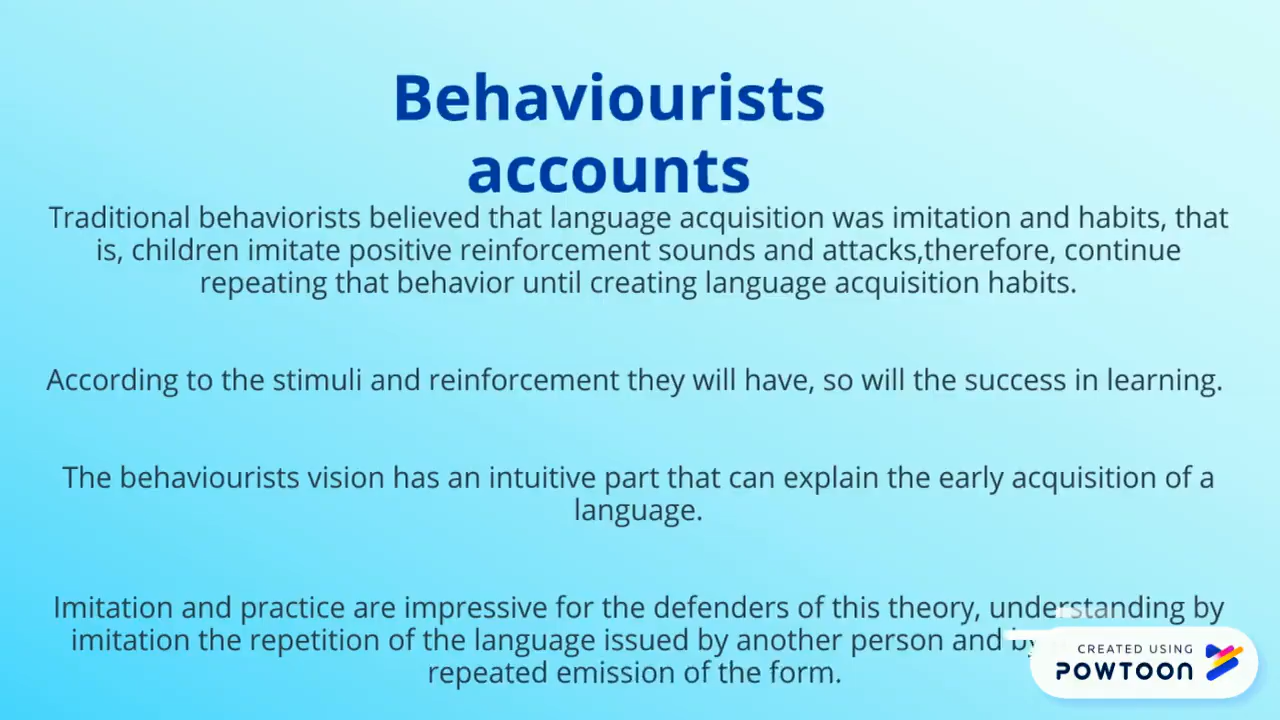 Behaviourists
accounts
Traditional behaviorists believed that language acquisition was imitation and habits, that
is, children imitate positive reinforcement sounds and attacks,therefore, continue
repeating that behavior until creating language acquisition habits.
According to the stimuli and reinforcement they will have, so will the success in learning.
The behaviourists vision has an intuitive part that can explain the early acquisition of a
language.
Imitation and practice are impressive for the defenders of this theory, understanding by
imitation the repetition of the language issued by another person and by
repeated emission of the form.
CREATED USING
POWTOON